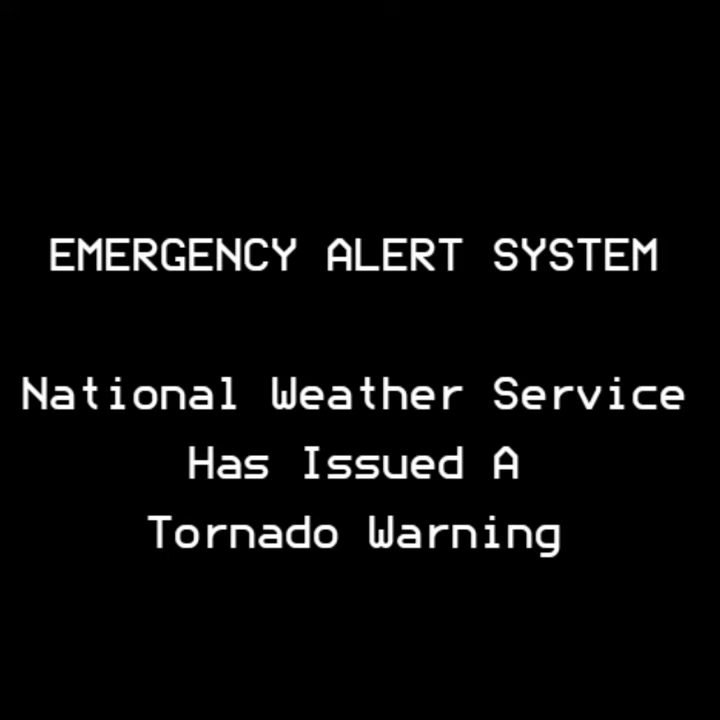 EMERGENCY ALERT SYSTEM
National Weather Service
Has Issued A
Tornado Warning